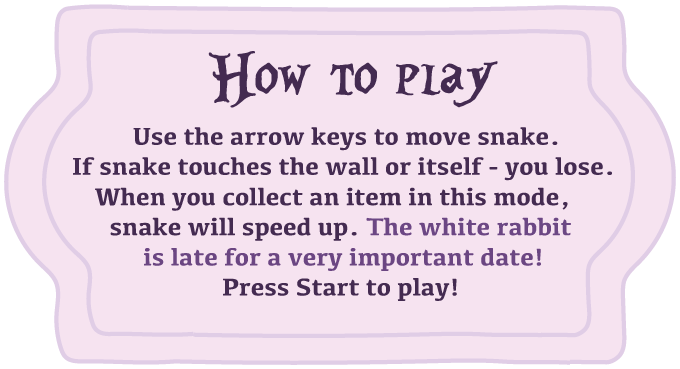 How to play
Use the arrow keys to move snake.
If snake touches the wall or itself - you lose.
When you collect an item in this mode,
snake will speed up. The white rabbit
is late for a very important date!
Press Start to play!